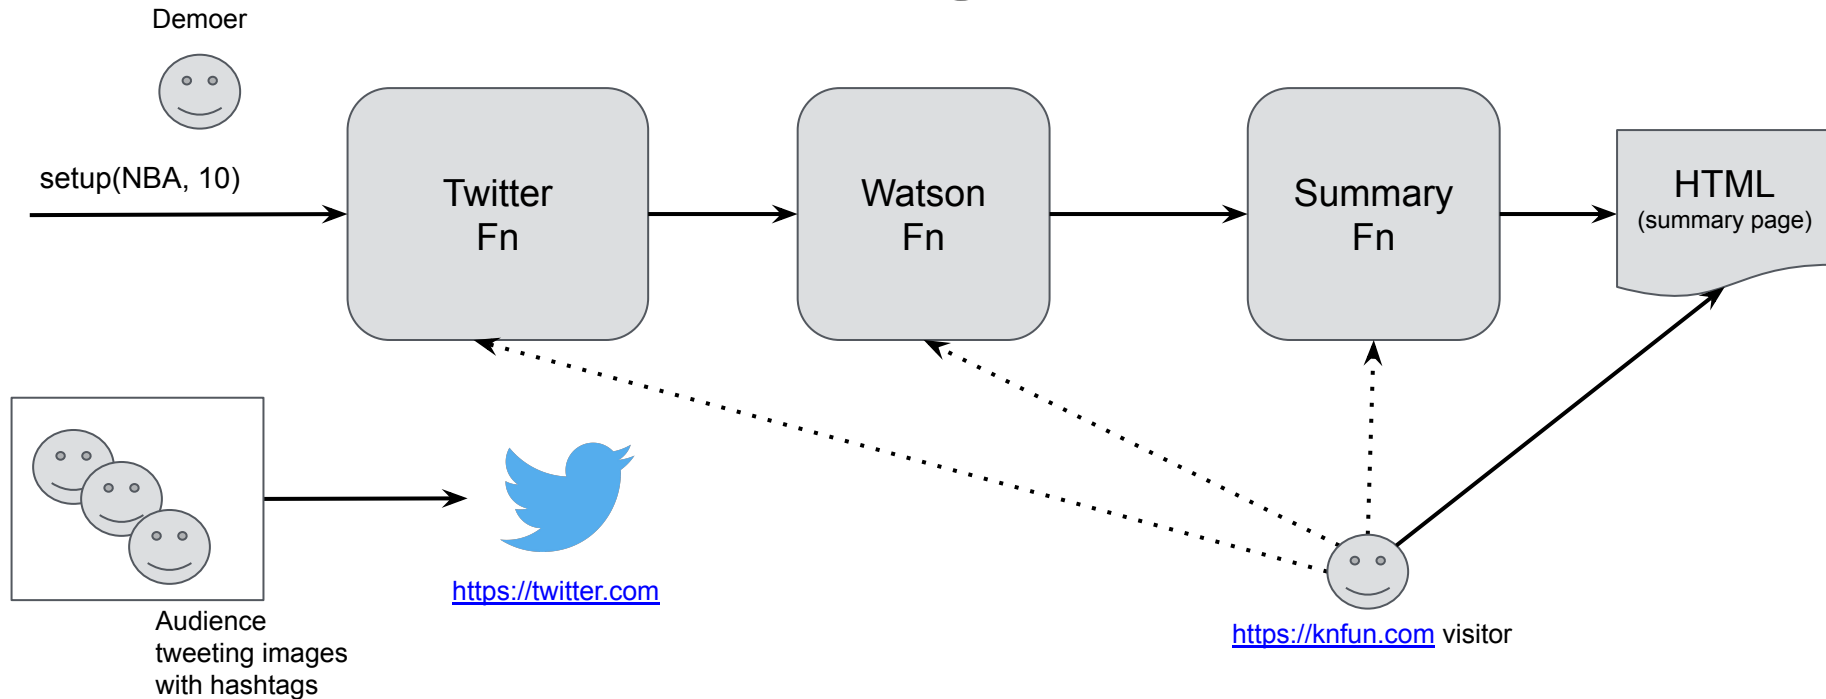 Demoer
setup(NBA, 10)
Twitter
Fn
Watson
Fn
Summary
Fn
HTML
(summary page)
https://twitter.com
Audience
tweeting images
with hashtags
https://knfun.com visitor